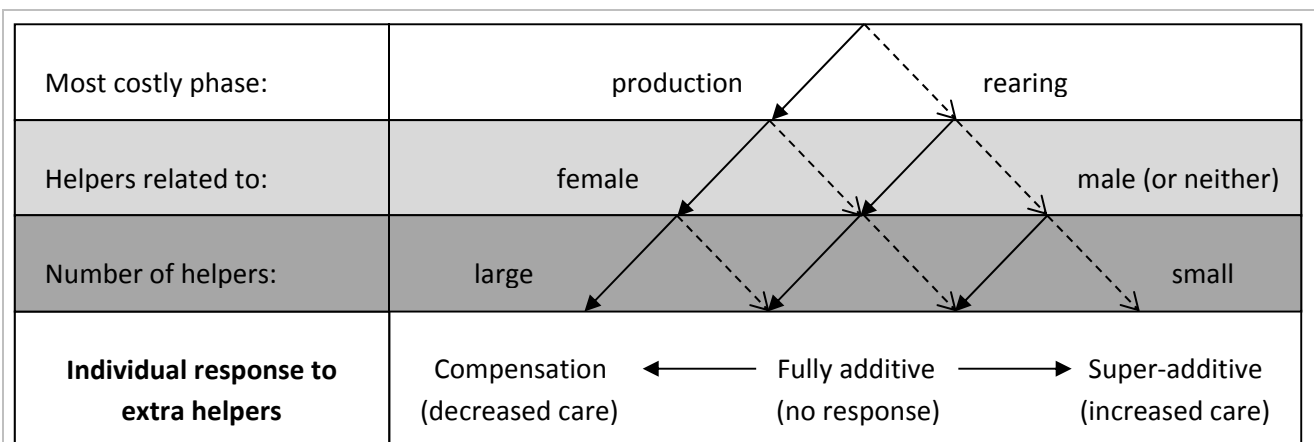 Most costly phase: production rearing
Helpers related to: female male (or neither)
Number of helpers: large small
Individual response to Compensation Fully additive Super-additive
extra helpers (decreased care) (no response) (increased care)